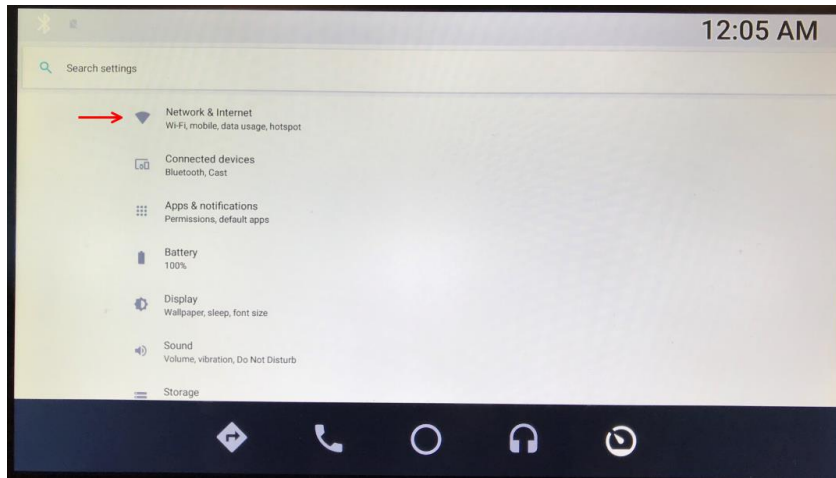 12:05 AM
Search settings
Network & Internet
Wi-Fi, mobile, data usage, hotspot
Connected devices
Bluetooth, Cast
Apps & notifications
Permissions, default apps
Battery
100%
Display
Wallpaper, sleep, font size
Sound
Volume, vibration, Do Not Disturb
Storage